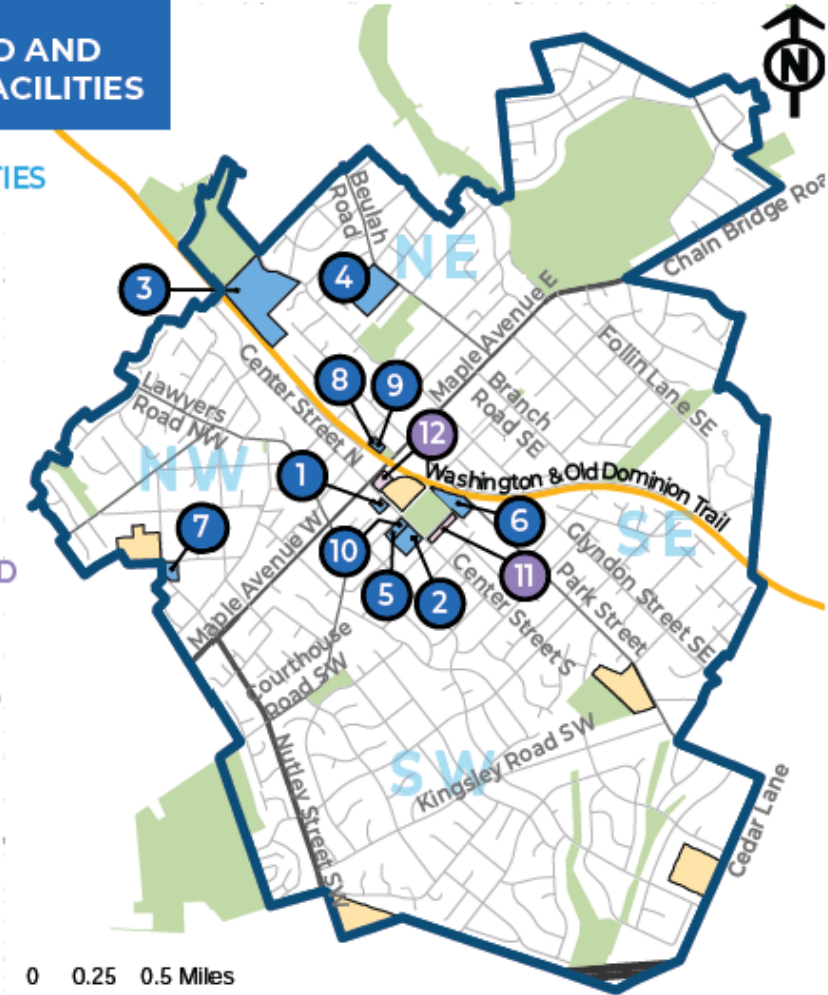 D AND
ACILITIES
TIES
D
N
Beulah
Road
NE
Chain Bridge Roa
3
4
Maple Avenue E
Follin Lane SE
Center Street N
8
9
Branch
Road SE
Lawyers
Road NW
12
NW
1
Washington & Old Dominion Trail
6
SE
7
10
5
2
11
Glyndon Street SE
Park Street
Center Street S
Maple Avenue W
Courthouse
Road SW
Nutley Street SW
SW
Kingsley Road SW
Cedar Lane
0 0.25 0.5 Miles